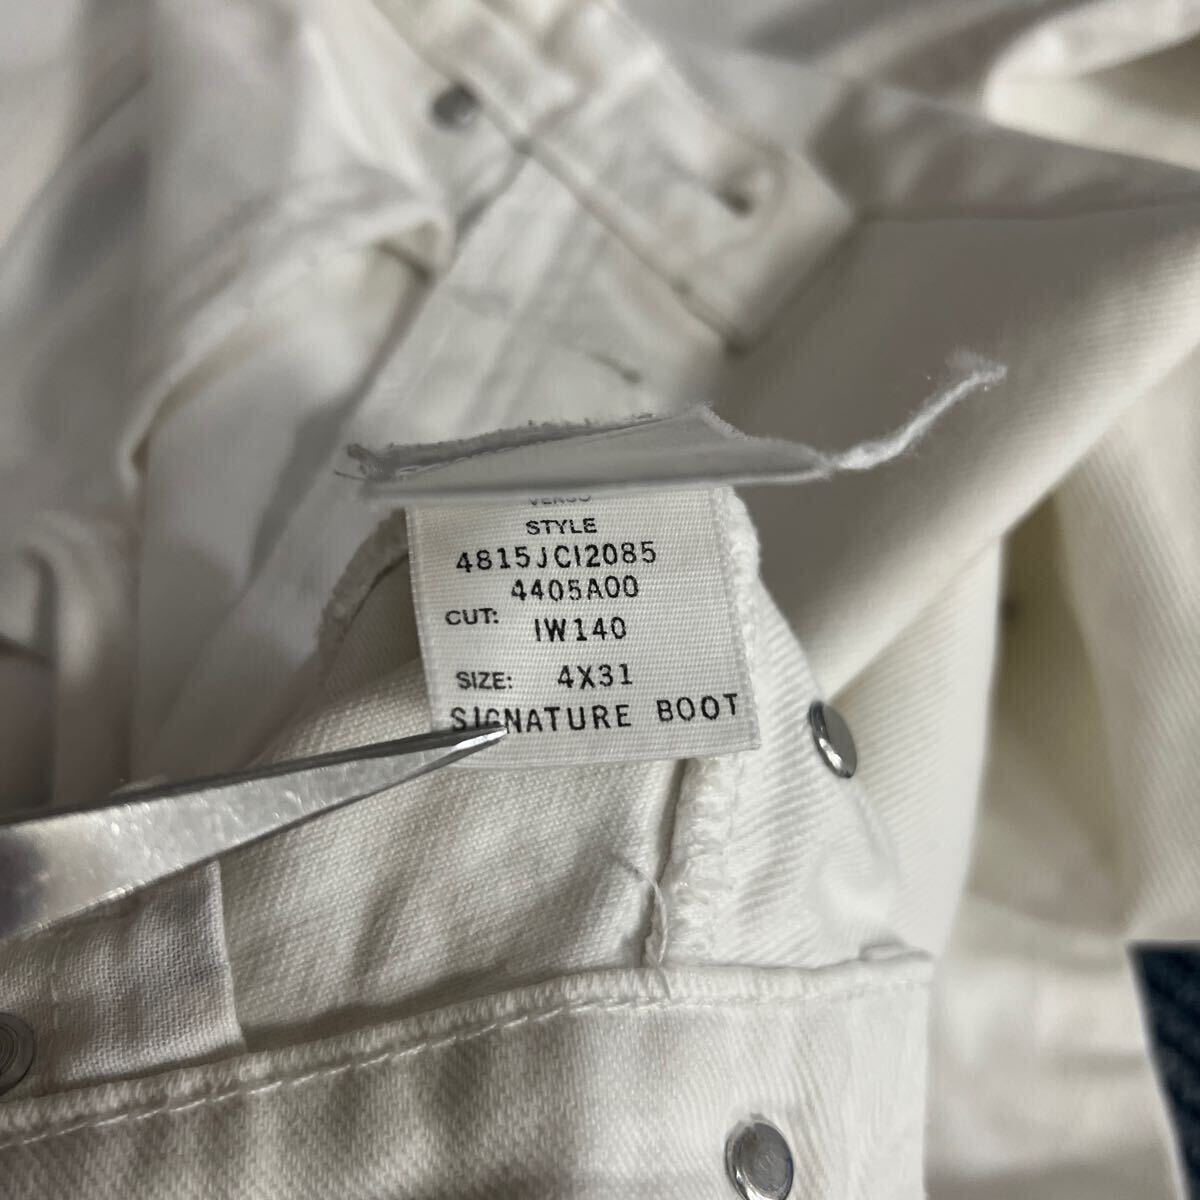 STYLE
4815JCI2085
4405A00
CUT: IW140
SIZE: 4X31
SIGNATURE BOOT